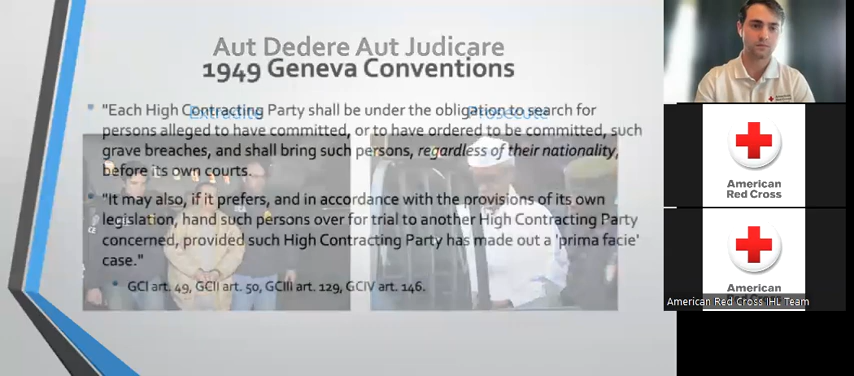 Aut Dedere Aut Judicare
1949 Geneva Conventions
Extradite
Prosecute
"Each High Contracting Party shall be under the obligation to search for
persons alleged to have committed, or to have ordered to be committed, such
grave breaches, and shall bring such persons, regardless of their nationality,
before its own courts.
"It may also, if it prefers, and in accordance with the provisions of its own
legislation, hand such persons over for trial to another High Contracting Party
concerned, provided such High Contracting Party has made out a 'prima facie'
case."
GCI art. 49, GCII art. 50, GCIII art. 129, GCIV art. 146.
American
Red Cross
American
American Red Cross IHL Team